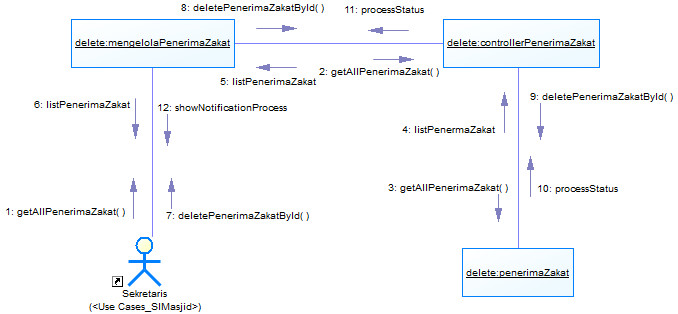 8: deletePenerimaZakatById( )
11: processStatus
delete:mengelolaPenerimaZakat
delete:controllerPenerimaZakat
5: listPenerimaZakat
2: getAllPenerimaZakat( )
6: listPenerimaZakat
12: showNotificationProcess
9: deletePenerimaZakatById( )
4: listPenermaZakat
3: getAllPenerimaZakat( )
10: processStatus
1: getAllPenerimaZakat( )
7: deletePenerimaZakatById( )
delete:penerimaZakat
Sekretaris
(<Use Cases_SIMasjid>)